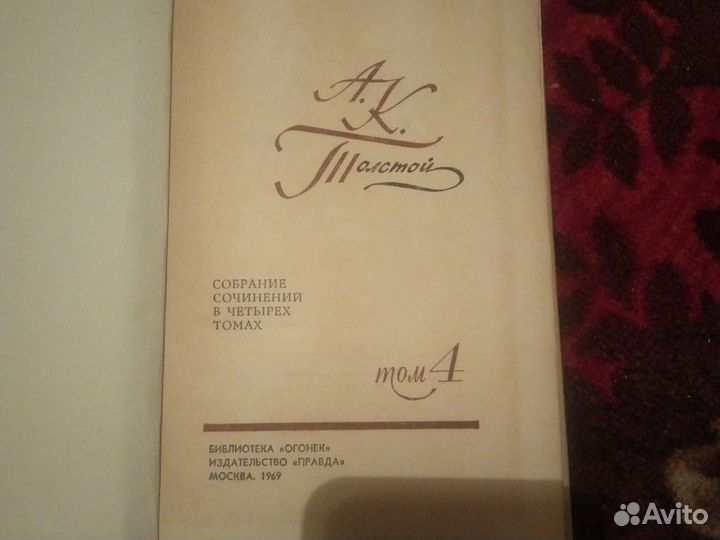 А. К.
Толстой
СОБРАНИЕ
СОЧИНЕНИЙ
В ЧЕТЫРЕХ
ТОМАХ
том 4
БИБЛИОТЕКА «ОГОНЕК»
ИЗДАТЕЛЬСТВО «ПРАВДА»
МОСКВА, 1969
Avito